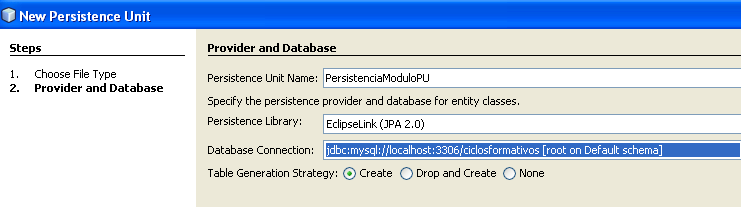 New Persistence Unit
Steps
1. Choose File Type
2. Provider and Database
Provider and Database
Persistence Unit Name: PersistenciaModuloPU
Specify the persistence provider and database for entity classes.
Persistence Library: EclipseLink (JPA 2.0)
Database Connection: jdbc:mysql://localhost:3306/ciclosformativos [root on Default schema]
Table Generation Strategy: Create Drop and Create None